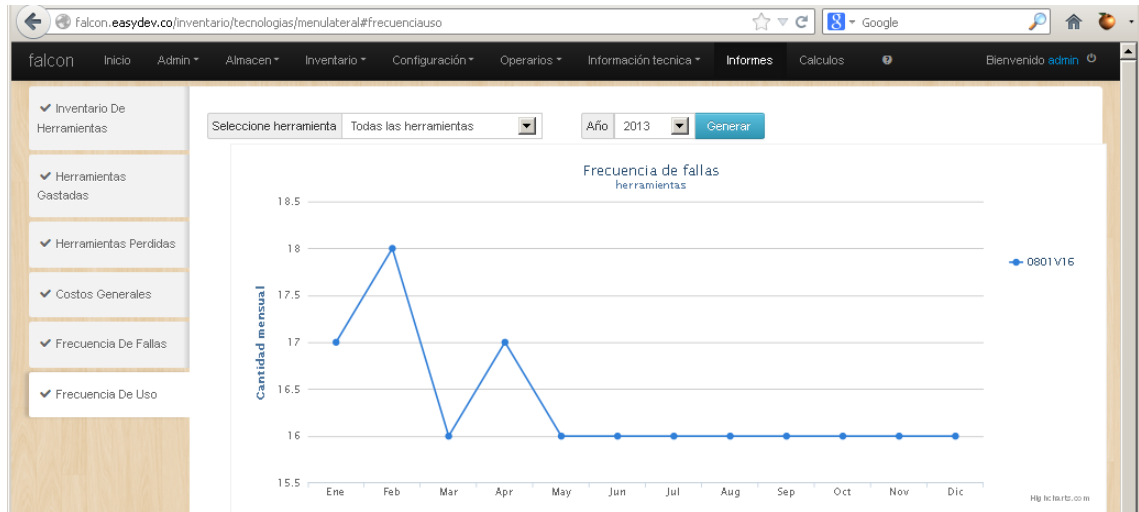 falcon.easydev.co/inventario/tecnologias/menulateral#frecuenciauso
Google
falcon Inicio Admin Almacen Inventario Configuración Operarios Información tecnica Informes Calculos Bienvenido admin
Inventario De
Herramientas
Herramientas
Gastadas
Herramientas Perdidas
Costos Generales
Frecuencia De Fallas
Frecuencia De Uso
Seleccione herramienta Todas las herramientas Año 2013 Generar
Frecuencia de fallas
herramientas
Cantidad mensual
18.5
18
17.5
17
16.5
16
15.5
Ene Feb Mar Apr May Jun Jul Aug Sep Oct Nov Dic
0801V16
Highcharts.com